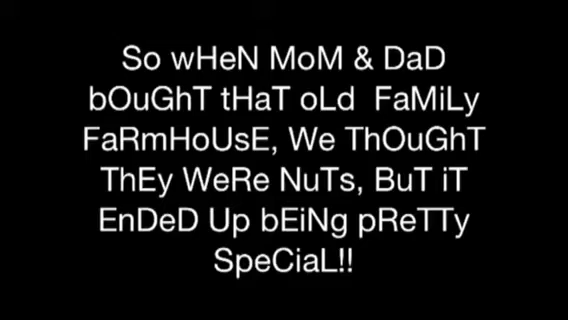 So wHeN MoM & DaD
bOuGhT tHaT oLd FaMiLy
FaRmHoUsE, We ThOuGhT
ThEy WeRe NuTs, BuT iT
EnDeD Up bEiNg pReTTy
SpeCiaL!!